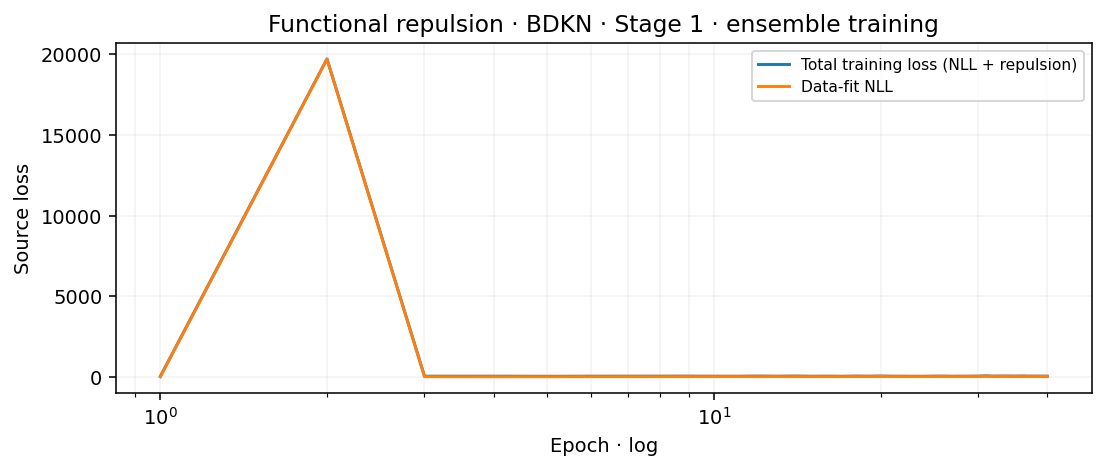 Functional repulsion · BDKN · Stage 1 · ensemble training
Total training loss (NLL + repulsion)
Data-fit NLL
Source loss
20000
15000
10000
5000
0
10⁰
10¹
Epoch · log